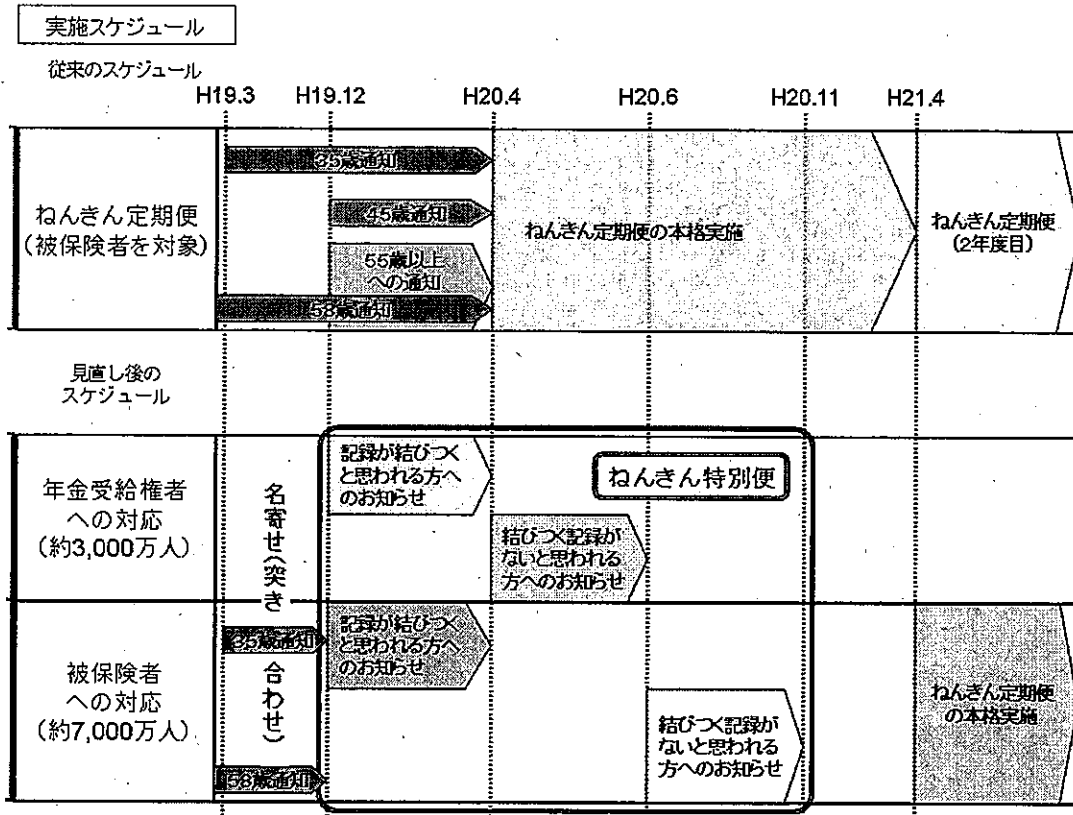 実施スケジュール
従来のスケジュール
H19.3 H19.12 H20.4 H20.6 H20.11 H21.4
ねんきん定期便
(被保険者を対象)
35歳通知
45歳通知
55歳以上
への通知
58歳通知
ねんきん定期便の本格実施
ねんきん定期便
(2年度目)
見直し後の
スケジュール
年金受給権者
への対応
(約3,000万人)
名寄せ(突き合わせ)
記録が結びつく
と思われる方へ
のお知らせ
ねんきん特別便
結びつく記録が
ないと思われる
方へのお知らせ
被保険者
への対応
(約7,000万人)
35歳通知
58歳通知
記録が結びつく
と思われる方へ
のお知らせ
結びつく記録が
ないと思われる
方へのお知らせ
ねんきん定期便
の本格実施